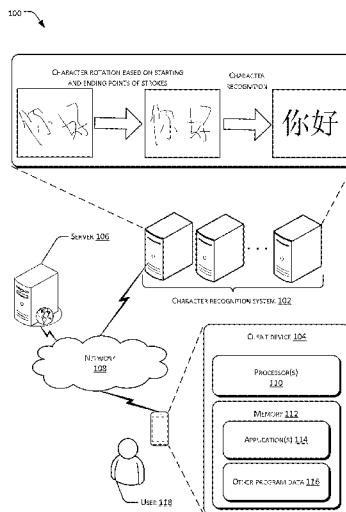 100
CHARACTER ROTATION BASED ON STARTING
AND ENDING POINTS OF STROKES
CHARACTER
RECOGNITION
你 好
你 好
你好
SERVER 106
CHARACTER RECOGNITION SYSTEM 102
NETWORK
108
CLIENT DEVICE 104
PROCESSOR(S)
110
MEMORY 112
APPLICATION(S) 114
OTHER PROGRAM DATA 116
USER 118